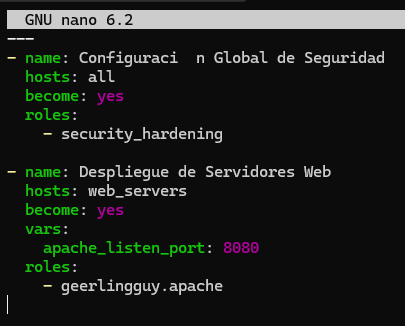 GNU nano 6.2
---
- name: Configuraci  n Global de Seguridad
  hosts: all
  become: yes
  roles:
    - security_hardening

- name: Despliegue de Servidores Web
  hosts: web_servers
  become: yes
  vars:
    apache_listen_port: 8080
  roles:
    - geerlingguy.apache